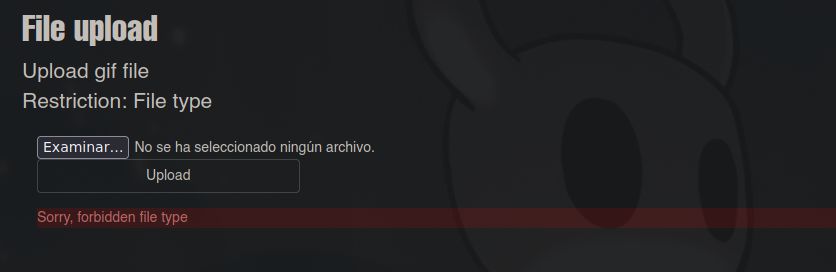 File upload
Upload gif file
Restriction: File type
Examinar... No se ha seleccionado ningún archivo.
Upload
Sorry, forbidden file type